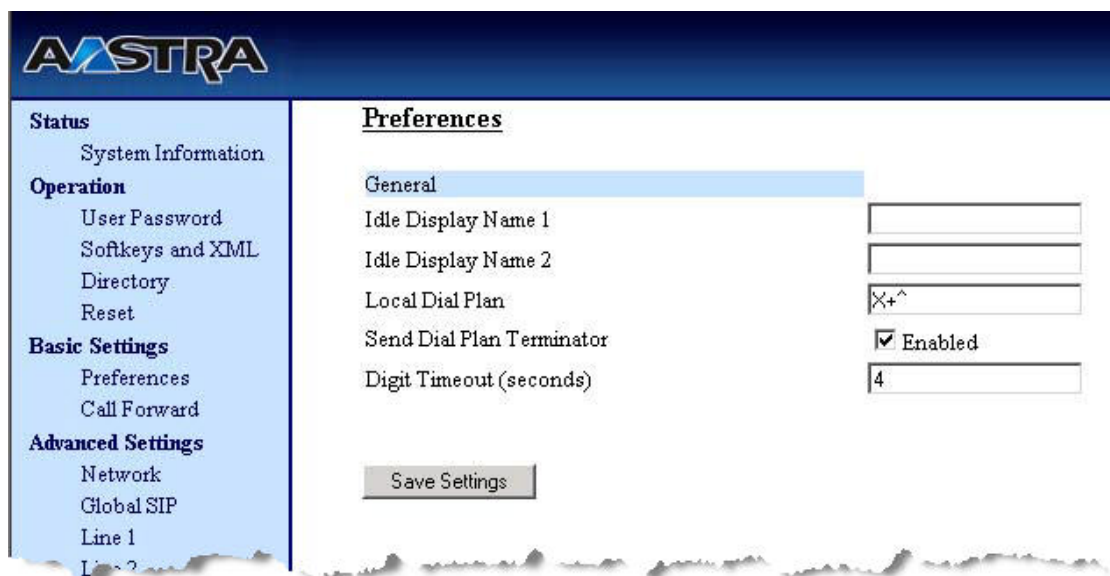 AASTRA
Status
System Information
Operation
User Password
Softkeys and XML
Directory
Reset
Basic Settings
Preferences
Call Forward
Advanced Settings
Network
Global SIP
Line 1
Preferences
General
Idle Display Name 1
Idle Display Name 2
Local Dial Plan X+^
Send Dial Plan Terminator Enabled
Digit Timeout (seconds) 4
Save Settings